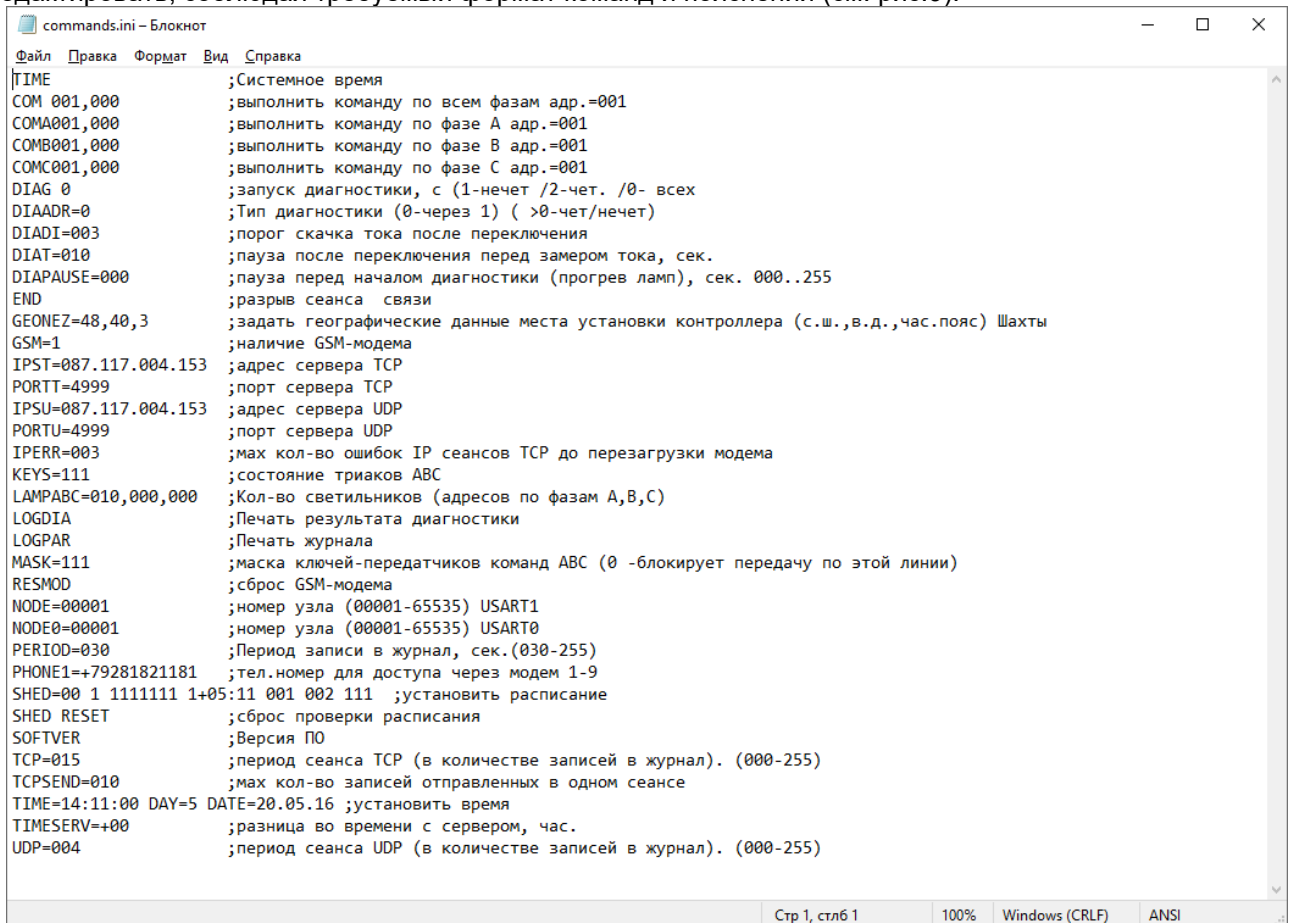 commands.ini – Блокнот
Файл Правка Формат Вид Справка
TIME ;Системное время
COM 001,000 ;выполнить команду по всем фазам адр.=001
COMA001,000 ;выполнить команду по фазе A адр.=001
COMB001,000 ;выполнить команду по фазе B адр.=001
COMC001,000 ;выполнить команду по фазе C адр.=001
DIAG 0 ;запуск диагностики, с (1-нечет /2-чет. /0- всех
DIAADR=0 ;Тип диагностики (0-через 1) ( >0-чет/нечет)
DIADI=003 ;порог скачка тока после переключения
DIAT=010 ;пауза после переключения перед замером тока, сек.
DIAPAUSE=000 ;пауза перед началом диагностики (прогрев ламп), сек. 000..255
END ;разрыв сеанса  связи
GEONEZ=48,40,3 ;задать географические данные места установки контроллера (с.ш.,в.д.,час.пояс) Шахты
GSM=1 ;наличие GSM-модема
IPST=087.117.004.153 ;адрес сервера TCP
PORTT=4999 ;порт сервера TCP
IPSU=087.117.004.153 ;адрес сервера UDP
PORTU=4999 ;порт сервера UDP
IPERR=003 ;мах кол-во ошибок IP сеансов TCP до перезагрузки модема
KEYS=111 ;состояние триаков ABC
LAMPABC=010,000,000 ;Кол-во светильников (адресов по фазам A,B,C)
LOGDIA ;Печать результата диагностики
LOGPAR ;Печать журнала
MASK=111 ;маска ключей-передатчиков команд ABC (0 -блокирует передачу по этой линии)
RESMOD ;сброс GSM-модема
NODE=00001 ;номер узла (00001-65535) USART1
NODE0=00001 ;номер узла (00001-65535) USART0
PERIOD=030 ;Период записи в журнал, сек.(030-255)
PHONE1=+79281821181 ;тел.номер для доступа через модем 1-9
SHED=00 1 1111111 1+05:11 001 002 111 ;установить расписание
SHED RESET ;сброс проверки расписания
SOFTVER ;Версия ПО
TCP=015 ;период сеанса TCP (в количестве записей в журнал). (000-255)
TCPSEND=010 ;мах кол-во записей отправленных в одном сеансе
TIME=14:11:00 DAY=5 DATE=20.05.16 ;установить время
TIMESERV=+00 ;разница во времени с сервером, час.
UDP=004 ;период сеанса UDP (в количестве записей в журнал). (000-255)
Стр 1, стлб 1 100% Windows (CRLF) ANSI